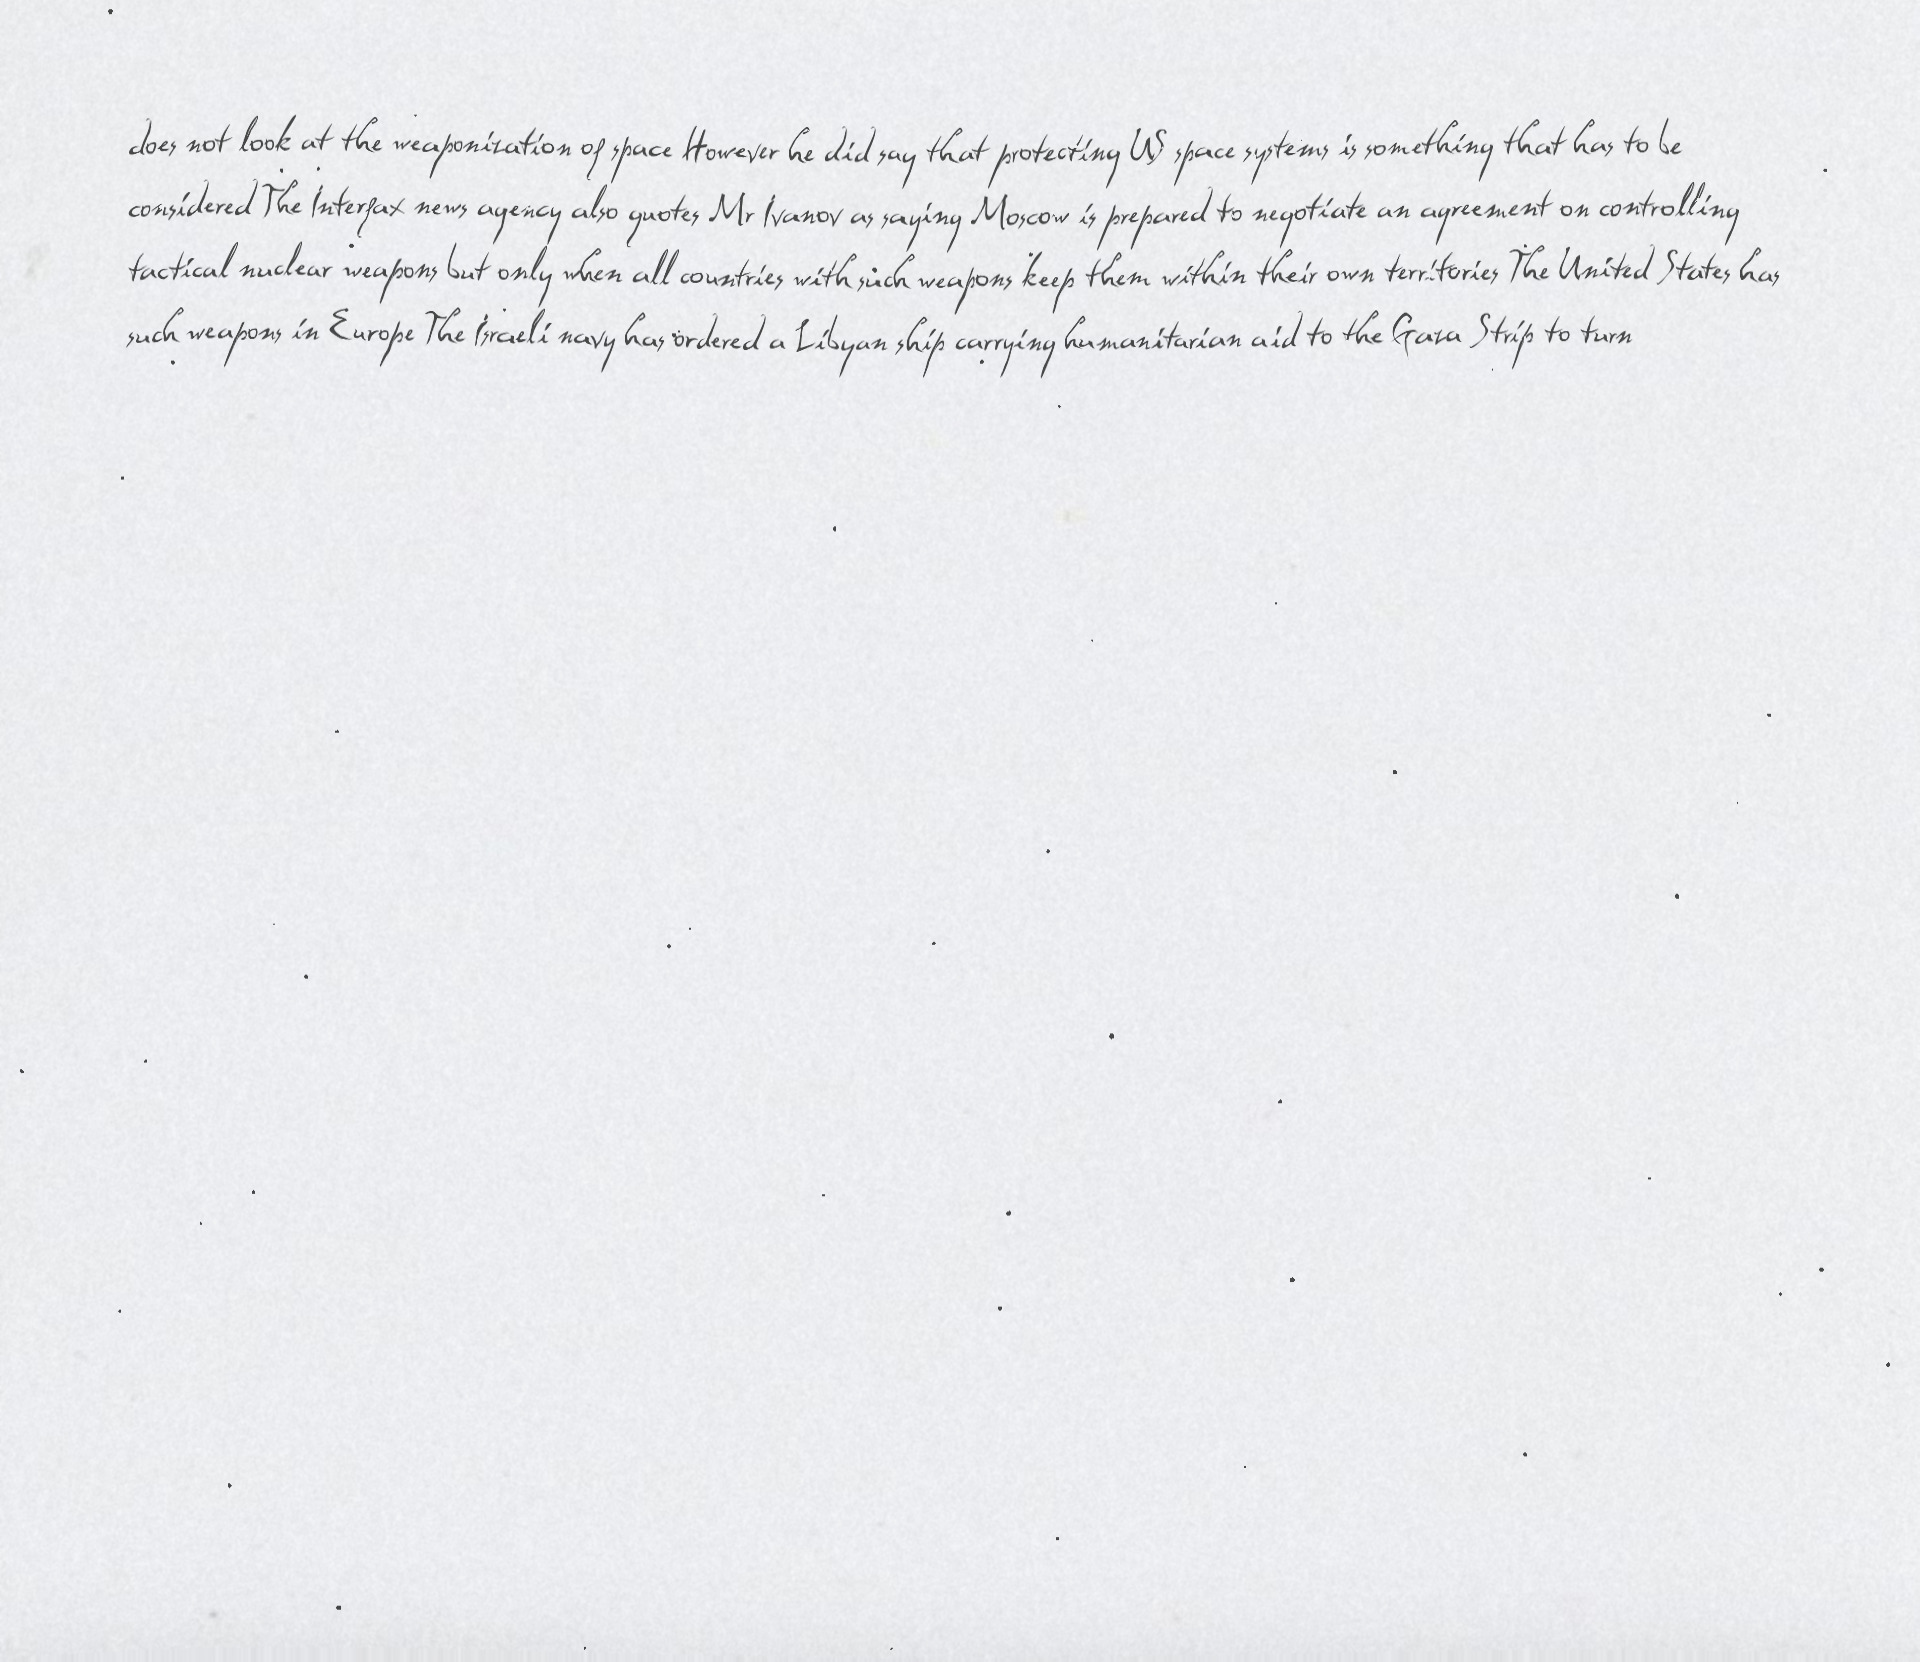 does not look at the weaponization of space However he did say that protecting US space systems is something that has to be
considered The Interfax news agency also quotes Mr Ivanov as saying Moscow is prepared to negotiate an agreement on controlling
tactical nuclear weapons but only when all countries with such weapons keep them within their own territories The United States has
such weapons in Europe The Israeli navy has ordered a Libyan ship carrying humanitarian aid to the Gaza Strip to turn